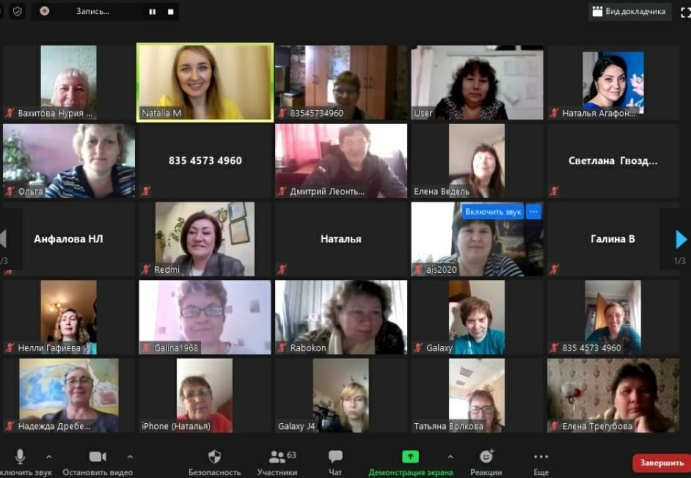 Запись...
Вид докладчика
Вахитова Нурия ...
Natalia M
83545734960
User
Наталья Агафон...
Ольга
835 4573 4960
Дмитрий Леонть...
Елена Ведель
Светлана Гвозд...
Включить звук ...
Анфалова НЛ
Redmi
Наталья
ais2020
Галина В
/3
1/3
Нелли Гафиева
Galina1968
Rabokon
Galaxy
835 4573 4960
Надежда Дребе...
iPhone (Наталья)
Galaxy J4
Татьяна Волкова
Елена Трегубова
63
ключить звук
Остановить видео
Безопасность
Участники
Чат
Демонстрация экрана
Реакции
Еще
Завершить